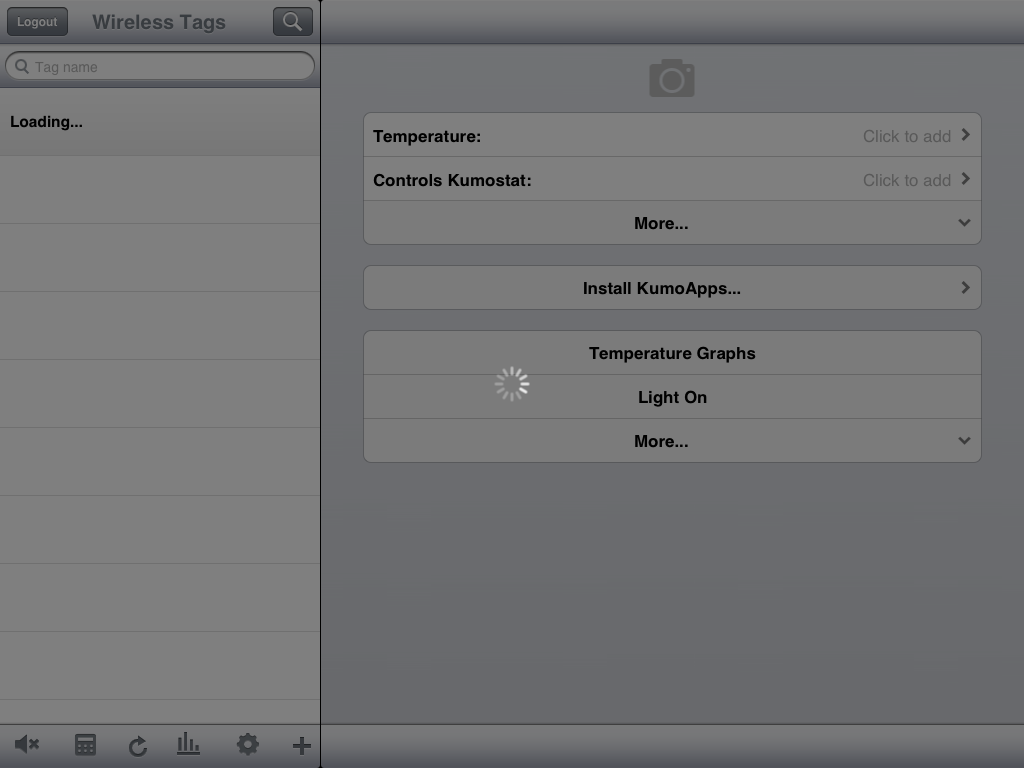 Logout
Wireless Tags
Tag name
Loading...
Temperature: Click to add
Controls Kumostat: Click to add
More...
Install KumoApps...
Temperature Graphs
Light On
More...